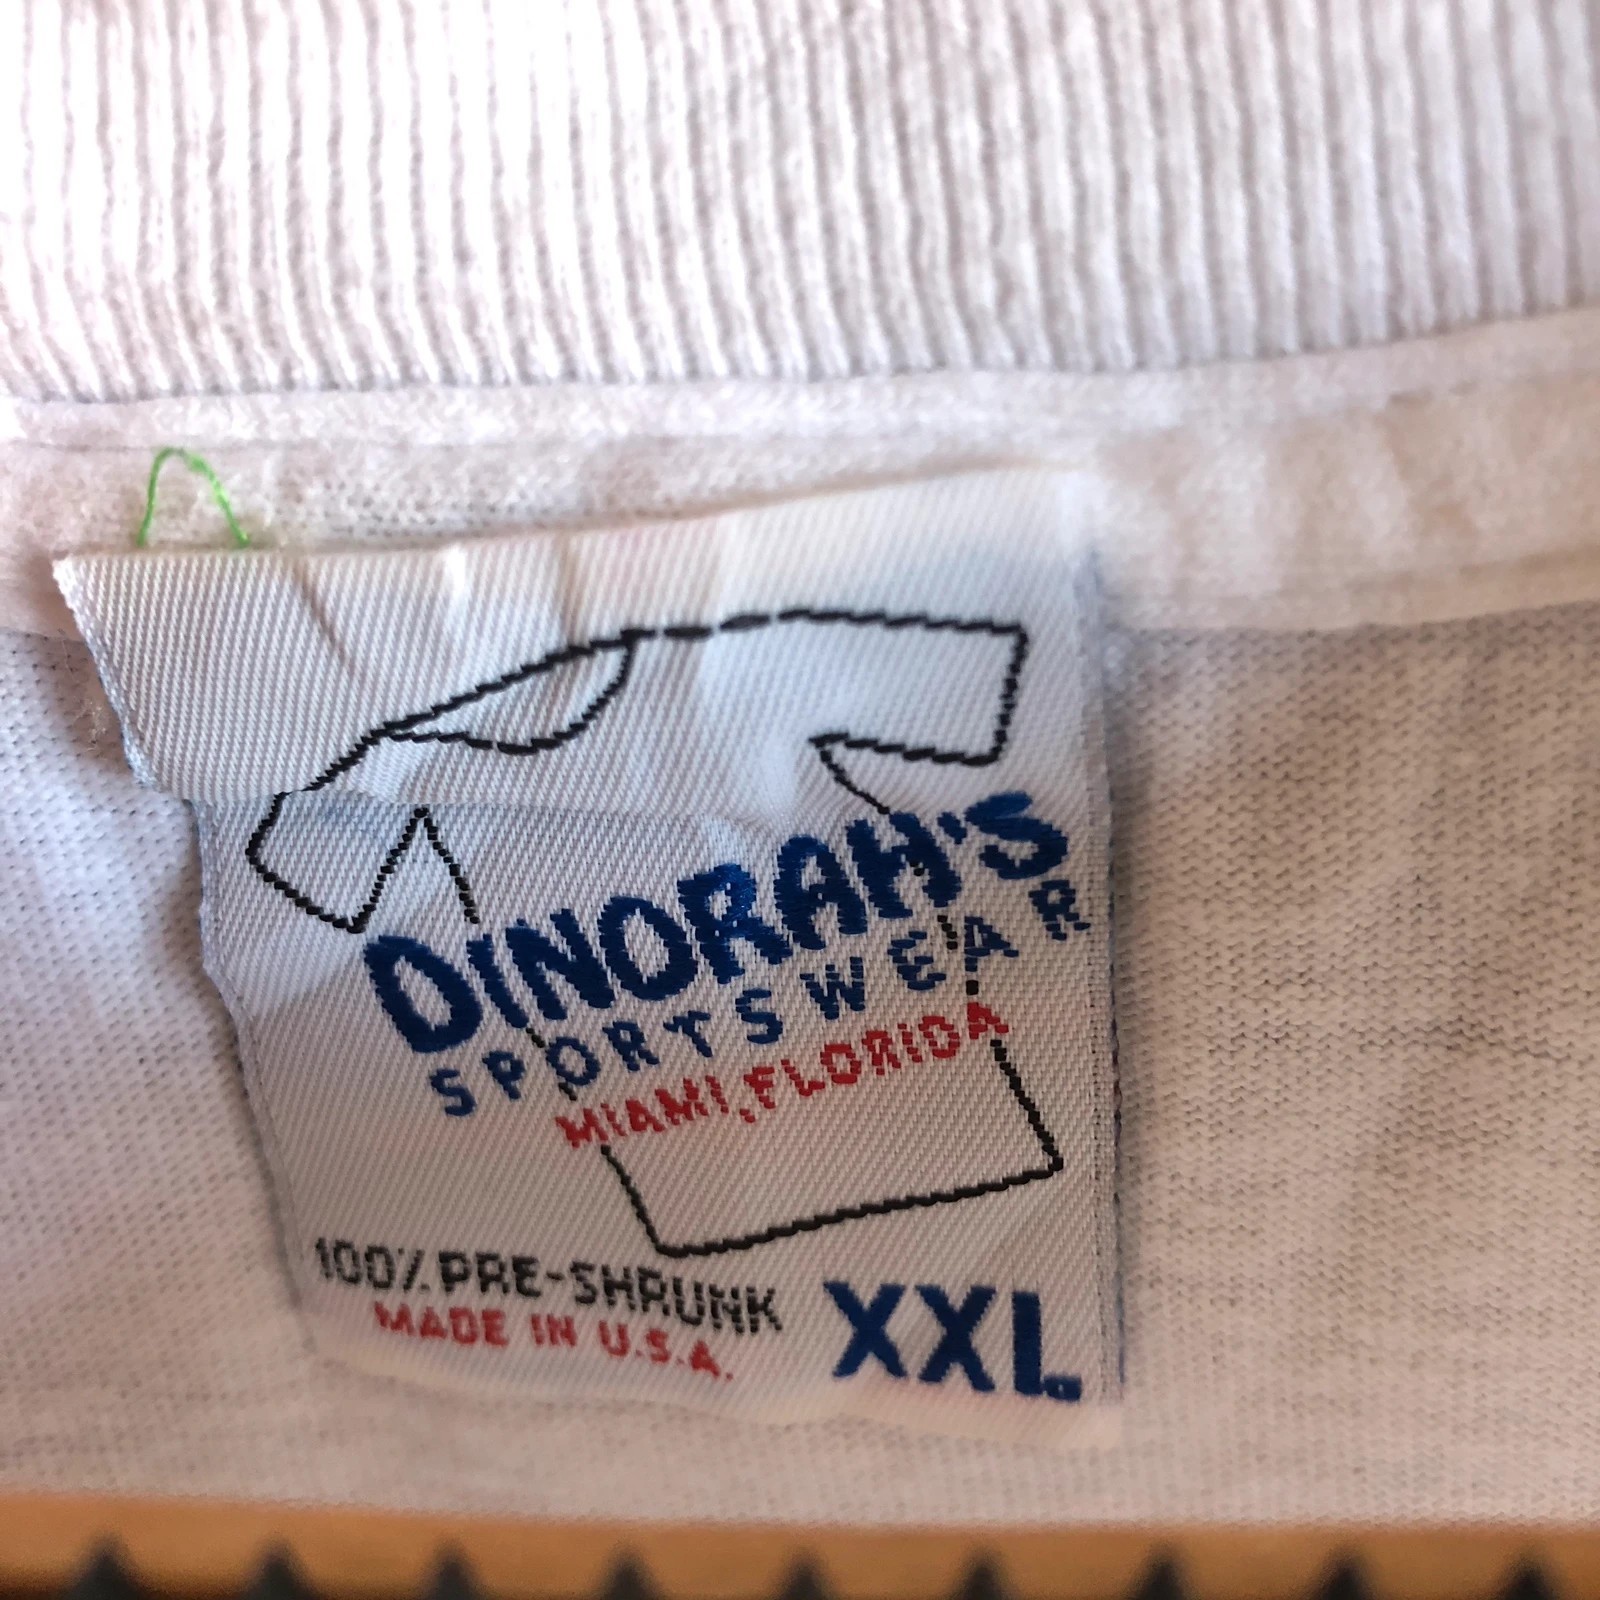 DINORAH'S
SPORTSWEAR
MIAMI, FLORIDA
100% PRE-SHRUNK
MADE IN U.S.A.
XXL